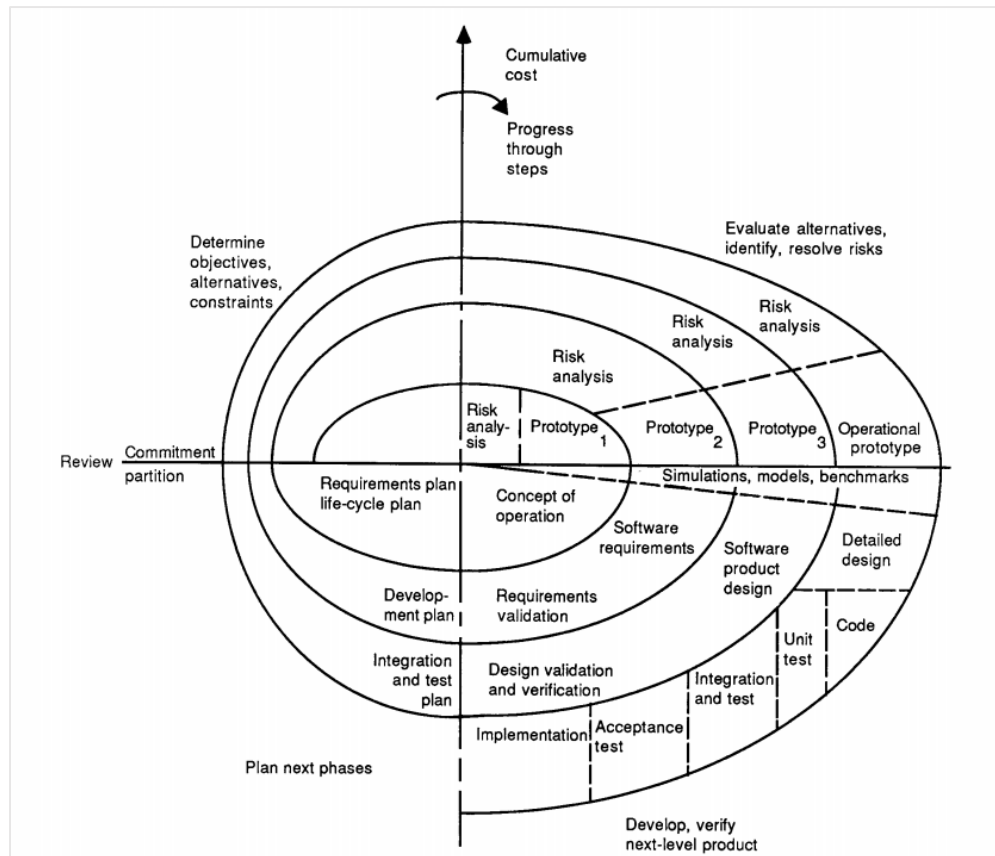 Cumulative
cost
Progress
through
steps
Evaluate alternatives,
identify, resolve risks
Determine
objectives,
alternatives,
constraints
Risk
analysis
Risk
analysis
Risk
analysis
Risk
analy-
sis
Prototype
1
Prototype
2
Prototype
3
Operational
prototype
Review
Commitment
partition
Simulations, models, benchmarks
Requirements plan
life-cycle plan
Concept of
operation
Software
requirements
Software
product
design
Detailed
design
Develop-
ment plan
Requirements
validation
Unit
test
Code
Integration
and test
plan
Design validation
and verification
Integration
and test
Implementation
Acceptance
test
Plan next phases
Develop, verify
next-level product